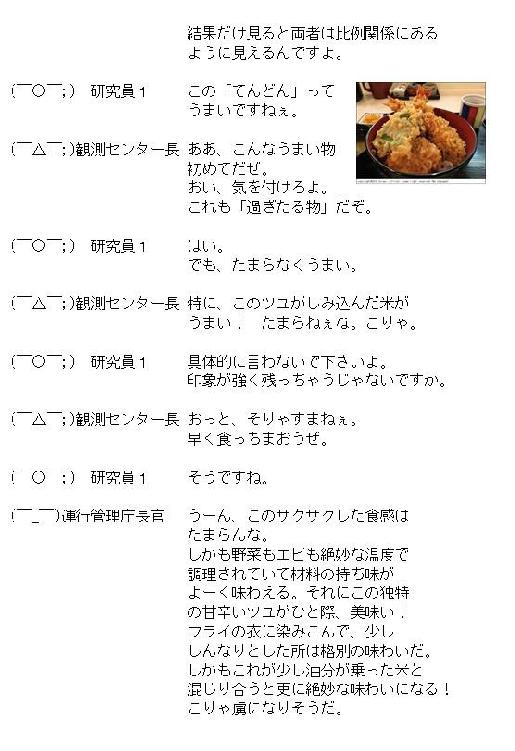 結果だけ見ると両者は比例関係にある
ように見えるんですよ。
(￣○￣;) 研究員１ この「てんどん」って
うまいですねぇ。
(￣△￣;)観測センター長 ああ、こんなうまい物
初めてだぜ。
おい、気を付けろよ。
これも「過ぎたる物」だぞ。
(￣○￣;) 研究員１ はい。
でも、たまらなくうまい。
(￣△￣;)観測センター長 特に、このツユがしみ込んだ米が
うまい！ たまらねぇな。こりゃ。
(￣○￣;) 研究員１ 具体的に言わないで下さいよ。
印象が強く残っちゃうじゃないですか。
(￣△￣;)観測センター長 おっと、そりゃすまねぇ。
早く食っちまおうぜ。
(　○　;) 研究員１ そうですね。
(￣_￣)運行管理庁長官 うーん、このサクサクした食感は
たまらんな。
しかも野菜もエビも絶妙な温度で
調理されていて材料の持ち味が
よーく味わえる。それにこの独特
の甘辛いツユがひと際、美味い！
フライの衣に染みこんで、少し
しんなりとした所は格別の味わいだ。
しかもこれが少し油分が乗った米と
混じり合うと更に絶妙な味わいになる！
こりゃ虜になりそうだ。